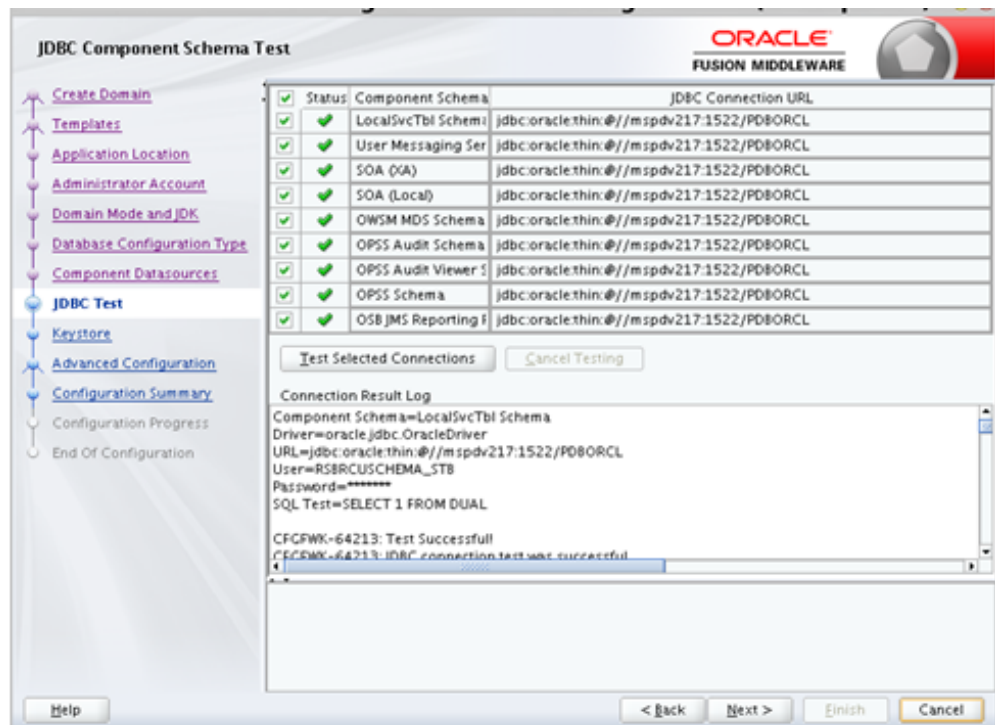 JDBC Component Schema Test
ORACLE
FUSION MIDDLEWARE
Create Domain
Templates
Application Location
Administrator Account
Domain Mode and JDK
Database Configuration Type
Component Datasources
JDBC Test
Keystore
Advanced Configuration
Configuration Summary
Configuration Progress
End Of Configuration
Status Component Schema JDBC Connection URL
LocalSvcTbl Schema jdbc:oracle:thin:@//mspdv217:1522/PDBORCL
User Messaging Ser jdbc:oracle:thin:@//mspdv217:1522/PDBORCL
SOA (XA) jdbc:oracle:thin:@//mspdv217:1522/PDBORCL
SOA (Local) jdbc:oracle:thin:@//mspdv217:1522/PDBORCL
OWSM MDS Schema jdbc:oracle:thin:@//mspdv217:1522/PDBORCL
OPSS Audit Schema jdbc:oracle:thin:@//mspdv217:1522/PDBORCL
OPSS Audit Viewer S jdbc:oracle:thin:@//mspdv217:1522/PDBORCL
OPSS Schema jdbc:oracle:thin:@//mspdv217:1522/PDBORCL
OSB JMS Reporting P jdbc:oracle:thin:@//mspdv217:1522/PDBORCL
Test Selected Connections Cancel Testing
Connection Result Log
Component Schema=LocalSvcTbl Schema
Driver=oracle.jdbc.OracleDriver
URL=jdbc:oracle:thin:@//mspdv217:1522/PDBORCL
User=RSBRCUSCHEMA_STB
Password=*******
SQL Test=SELECT 1 FROM DUAL
CFGFWK-64213: Test Successful!
CFGFWK-64213: JDBC connection test was successful
Help < Back Next > Finish Cancel